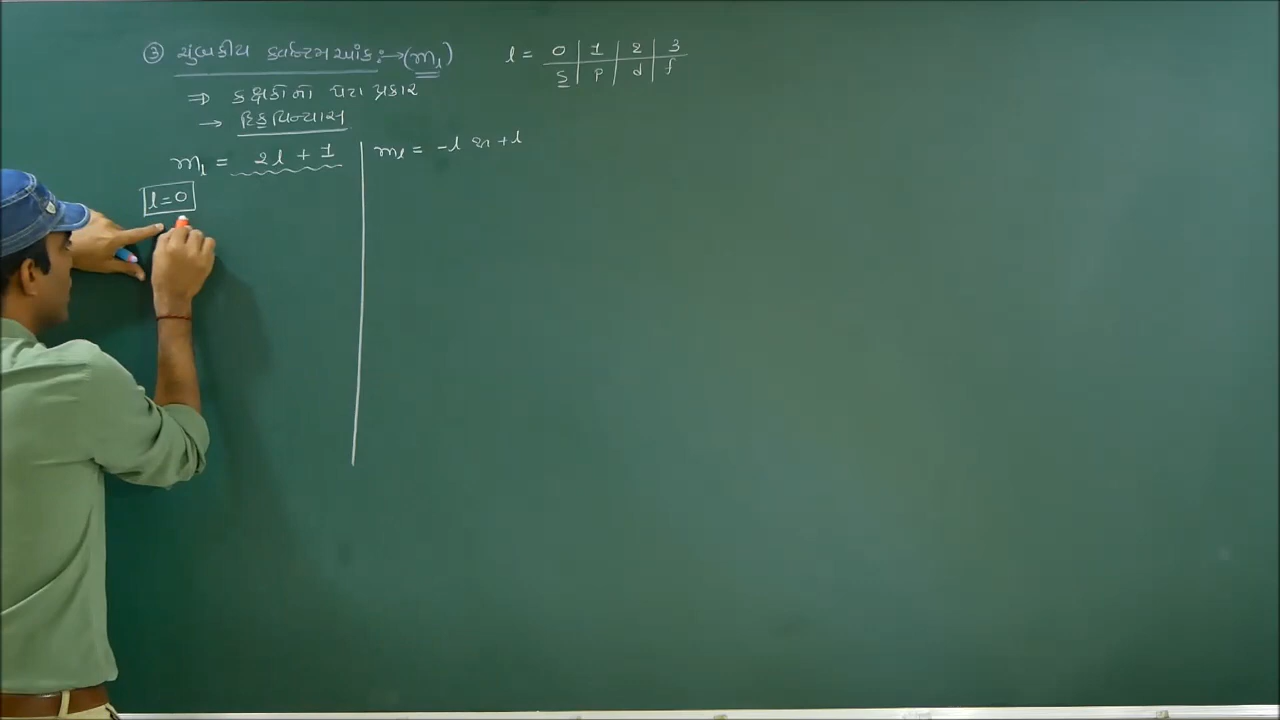 ③ ચુંબકીય ક્વોન્ટમ આંક :→ (mₗ)
⇒ કક્ષકોના પેટા પ્રકાર
→ દિક્ વિન્યાસ
mₗ = 2l + 1
l = 0
mₗ = -l થી +l
l = 0 | 1 | 2 | 3
s | p | d | f